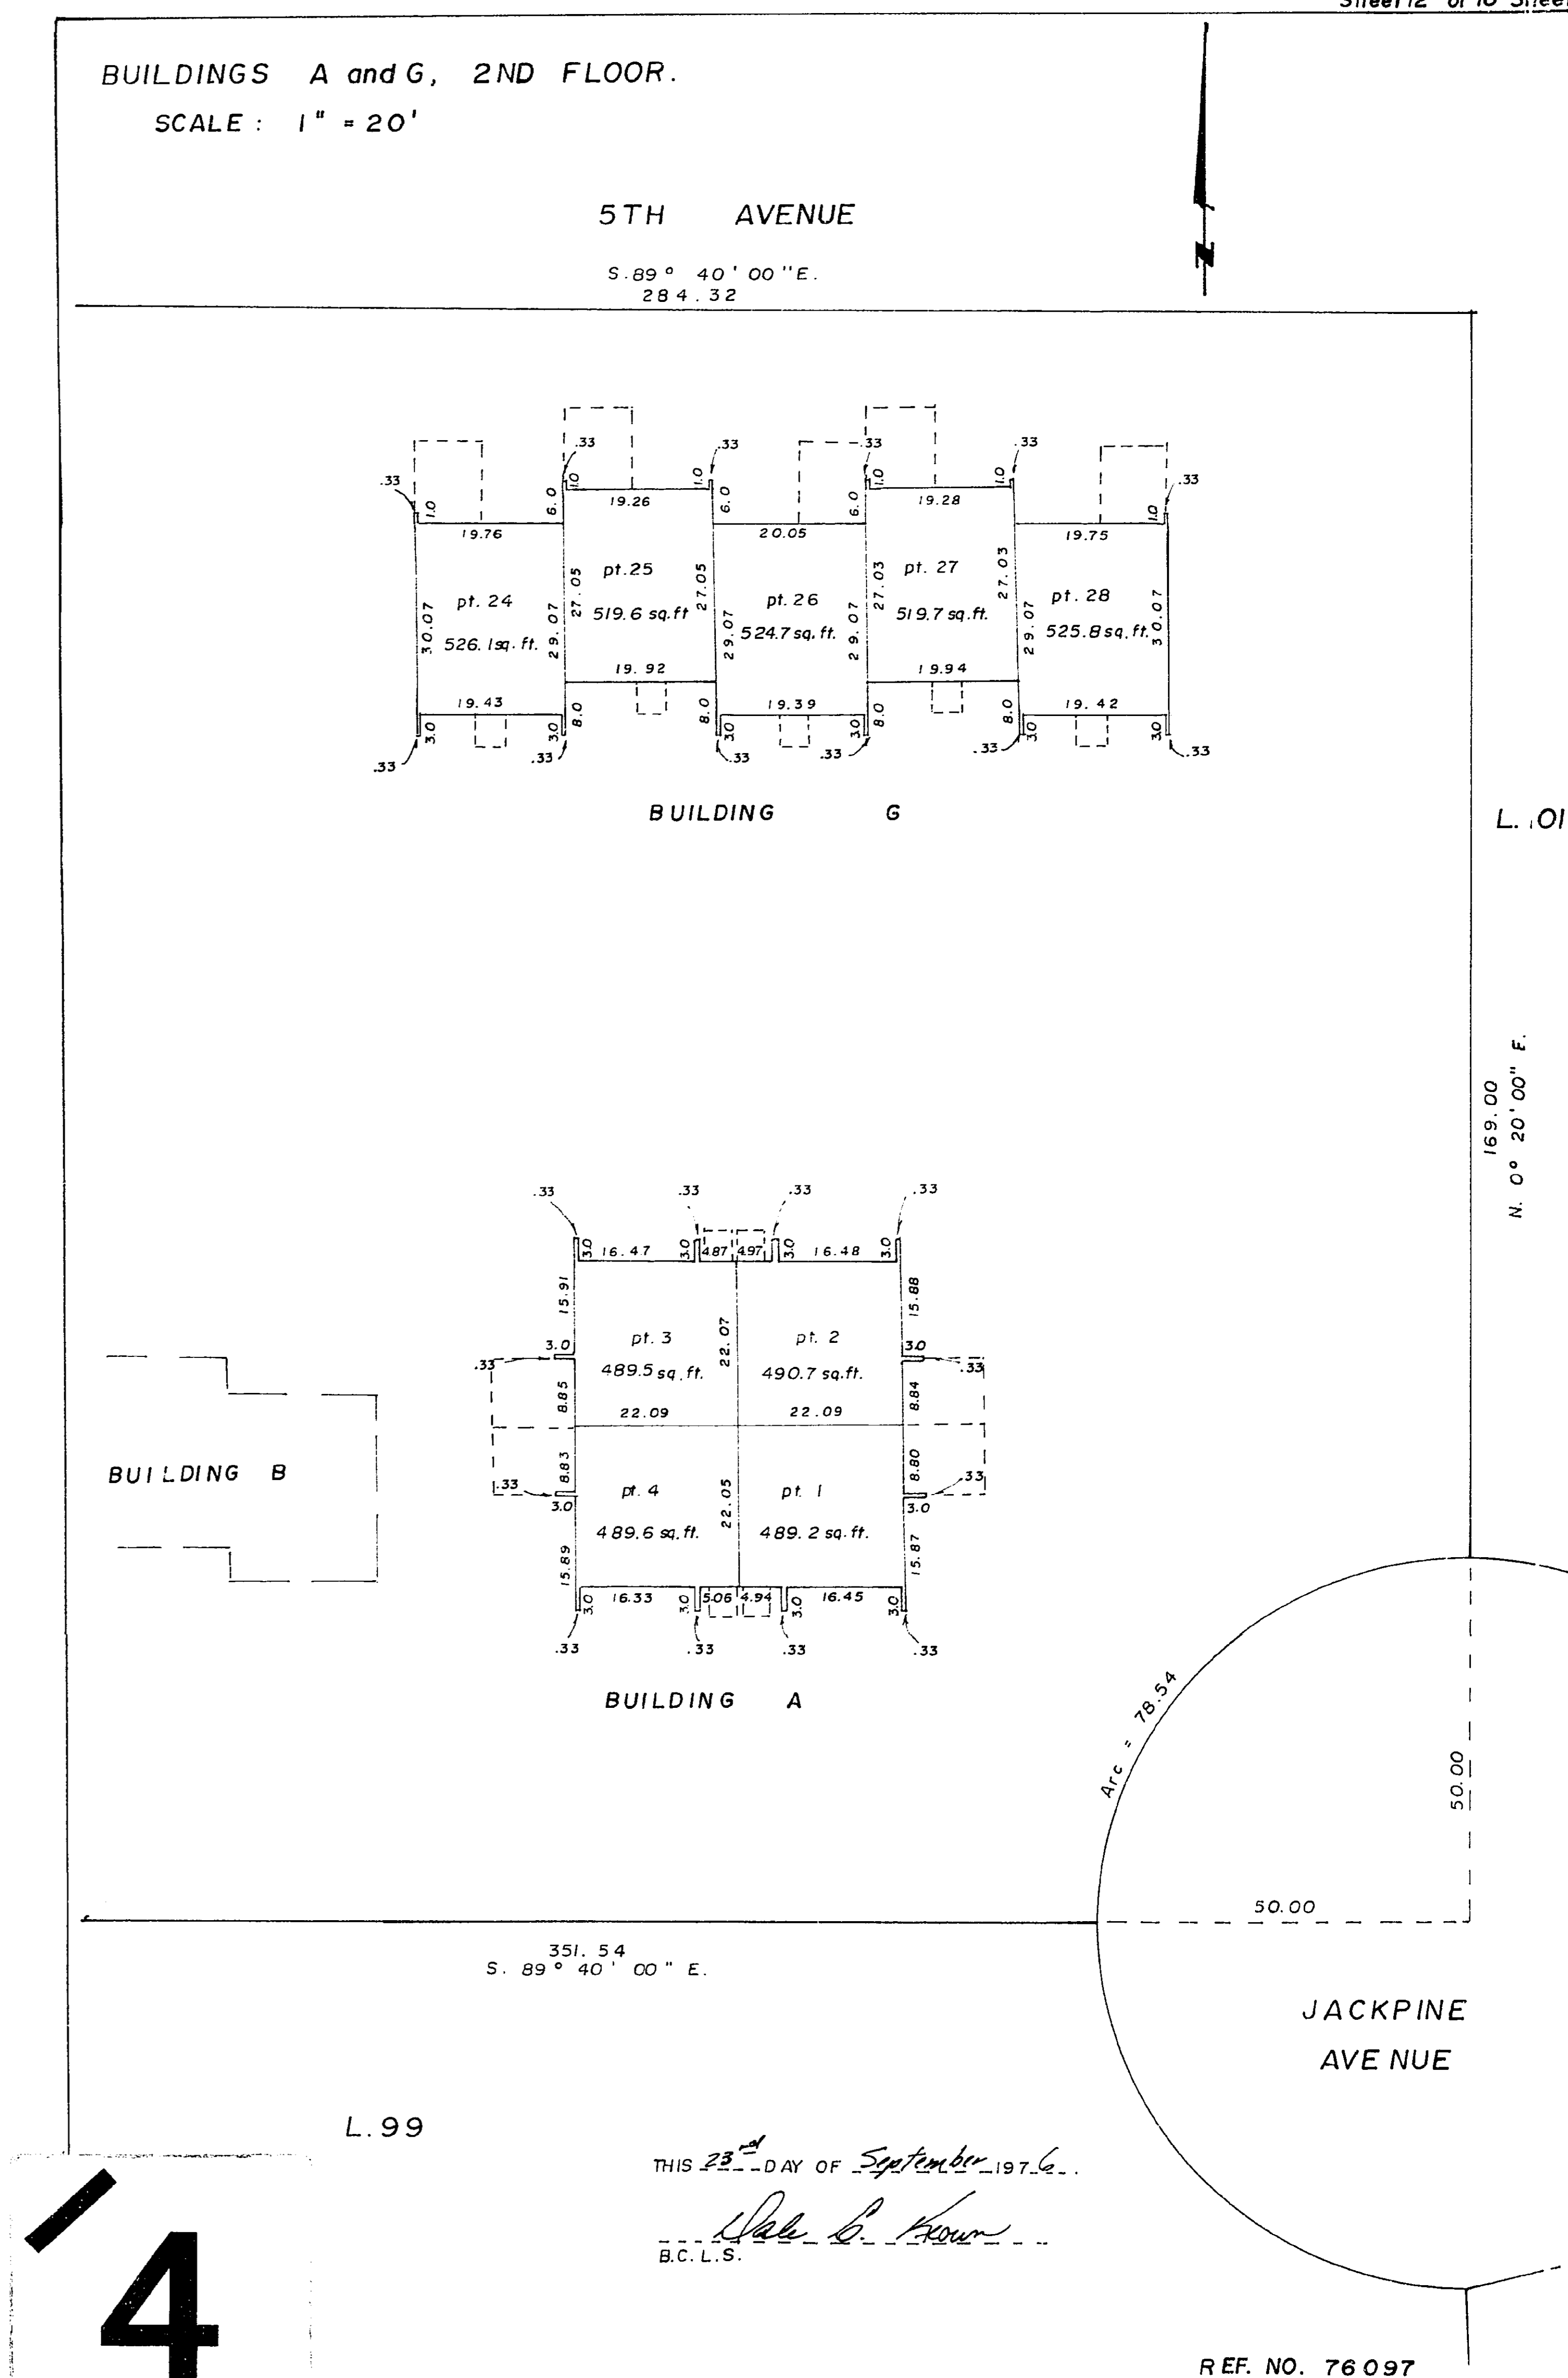 Sheet 12 of 16 Sheet
BUILDINGS A and G, 2ND FLOOR.
SCALE : 1" = 20'
5TH AVENUE
S.89° 40' 00"E.
284.32
.33 .33 .33 .33
.33 1.0 1.0 1.0 1.0 .33
1.0 6.0 19.26 6.0 6.0 19.28 1.0
19.76 20.05 19.75
pt. 24
526.1 sq. ft.
30.07 29.07
19.43
pt. 25
519.6 sq. ft
27.05 27.05
19.92
pt. 26
524.7 sq. ft.
29.07 29.07
19.39
pt. 27
519.7 sq. ft.
27.03 27.03
19.94
pt. 28
525.8 sq. ft.
29.07 30.07
19.42
3.0 3.0 8.0 8.0 3.0 3.0 8.0 8.0 3.0 3.0
.33 .33 .33 .33 .33 .33
BUILDING G
L. 101
169.00
N. 0° 20' 00" E.
.33 .33 .33 .33
3.0 16.47 3.0 4.87 4.97 3.0 16.48 3.0
15.91 15.88
pt. 3 22.07 pt. 2
489.5 sq. ft. 490.7 sq. ft.
3.0 3.0
.33 .33
8.85 22.09 22.09 8.84
BUILDING B
8.83 8.80
.33 .33
3.0 3.0
pt. 4 22.05 pt. 1
489.6 sq. ft. 489.2 sq. ft.
15.89 15.87
3.0 16.33 3.0 5.06 4.94 3.0 16.45 3.0
.33 .33 .33 .33
BUILDING A
Arc = 78.54
50.00
50.00
351.54
S. 89° 40' 00" E.
JACKPINE
AVENUE
L.99
THIS 23rd DAY OF September 1976.
B.C.L.S.
4
REF. NO. 76097